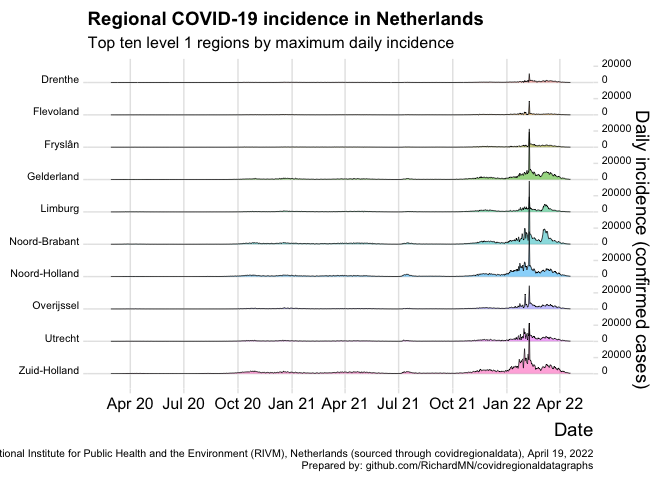 Regional COVID-19 incidence in Netherlands
Top ten level 1 regions by maximum daily incidence
Drenthe
Flevoland
Fryslân
Gelderland
Limburg
Noord-Brabant
Noord-Holland
Overijssel
Utrecht
Zuid-Holland
20000
0
20000
0
20000
0
20000
0
20000
0
20000
0
20000
0
20000
0
20000
0
20000
0
Daily incidence (confirmed cases)
Apr 20 Jul 20 Oct 20 Jan 21 Apr 21 Jul 21 Oct 21 Jan 22 Apr 22
Date
tional Institute for Public Health and the Environment (RIVM), Netherlands (sourced through covidregionaldata), April 19, 2022
Prepared by: github.com/RichardMN/covidregionaldatagraphs